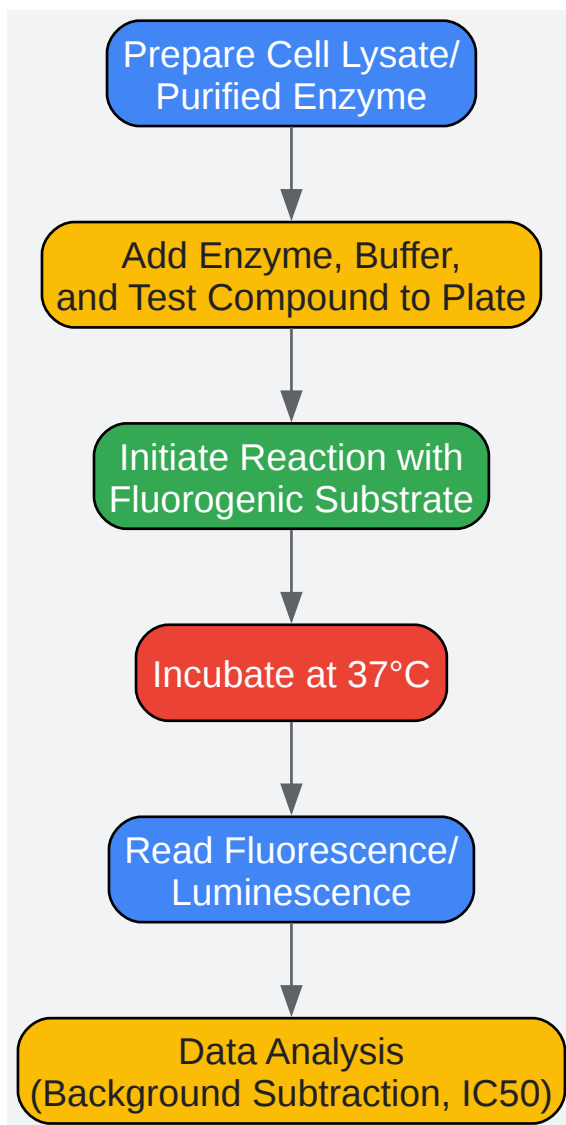 Prepare Cell Lysate/
Purified Enzyme
Add Enzyme, Buffer,
and Test Compound to Plate
Initiate Reaction with
Fluorogenic Substrate
Incubate at 37°C
Read Fluorescence/
Luminescence
Data Analysis
(Background Subtraction, IC50)